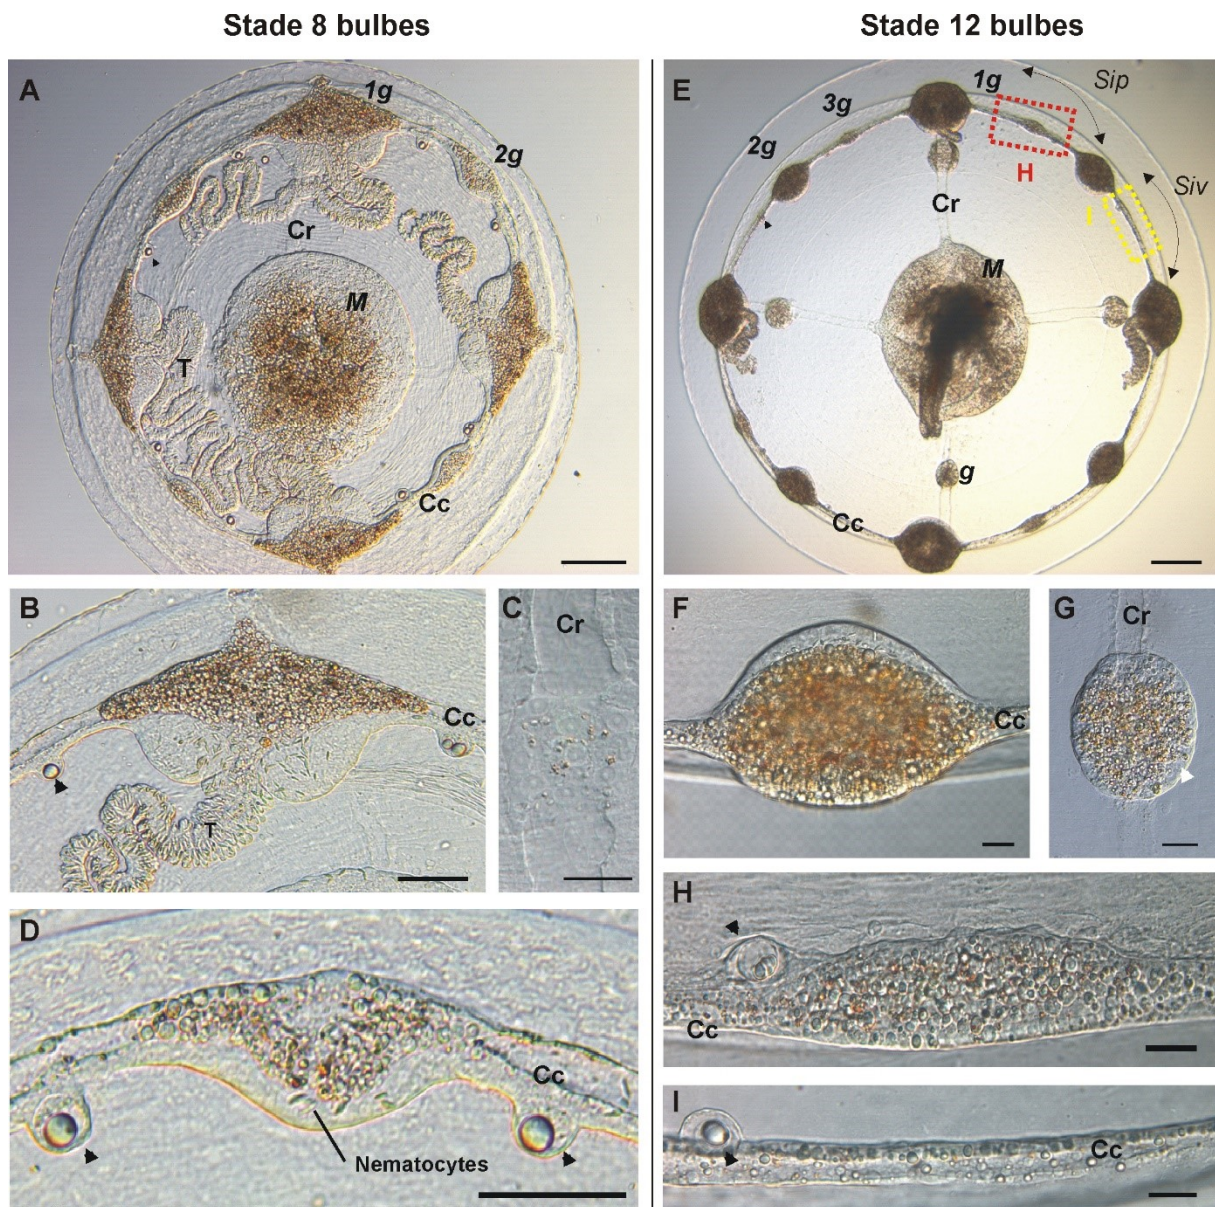 Stade 8 bulbes
Stade 12 bulbes
A
1g
2g
Cr
M
T
Cc
B
Cc
T
C
Cr
D
Cc
Nematocytes
E
1g
Sip
3g
2g
H
Siv
I
Cr
M
g
Cc
F
Cc
G
Cr
H
Cc
I
Cc